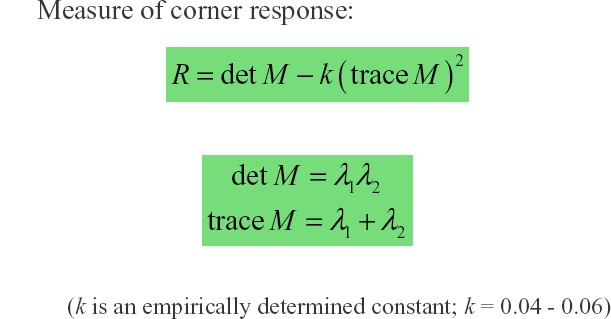 Measure of corner response:
R = det M − k(trace M)²
det M = λ₁λ₂
trace M = λ₁ + λ₂
(k is an empirically determined constant; k = 0.04 - 0.06)